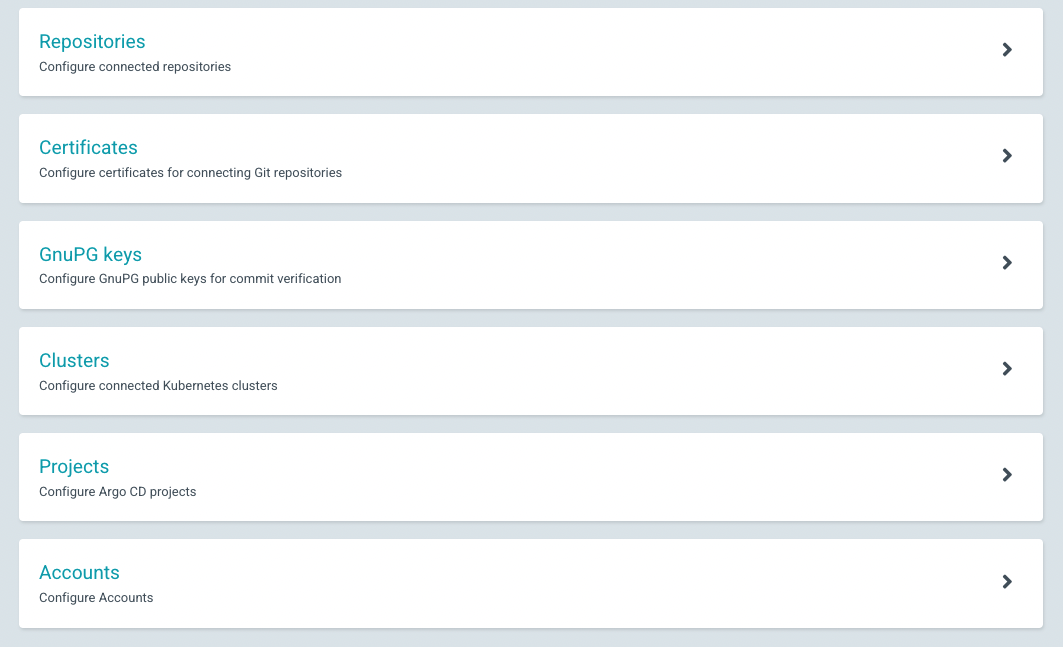 Repositories
Configure connected repositories
Certificates
Configure certificates for connecting Git repositories
GnuPG keys
Configure GnuPG public keys for commit verification
Clusters
Configure connected Kubernetes clusters
Projects
Configure Argo CD projects
Accounts
Configure Accounts